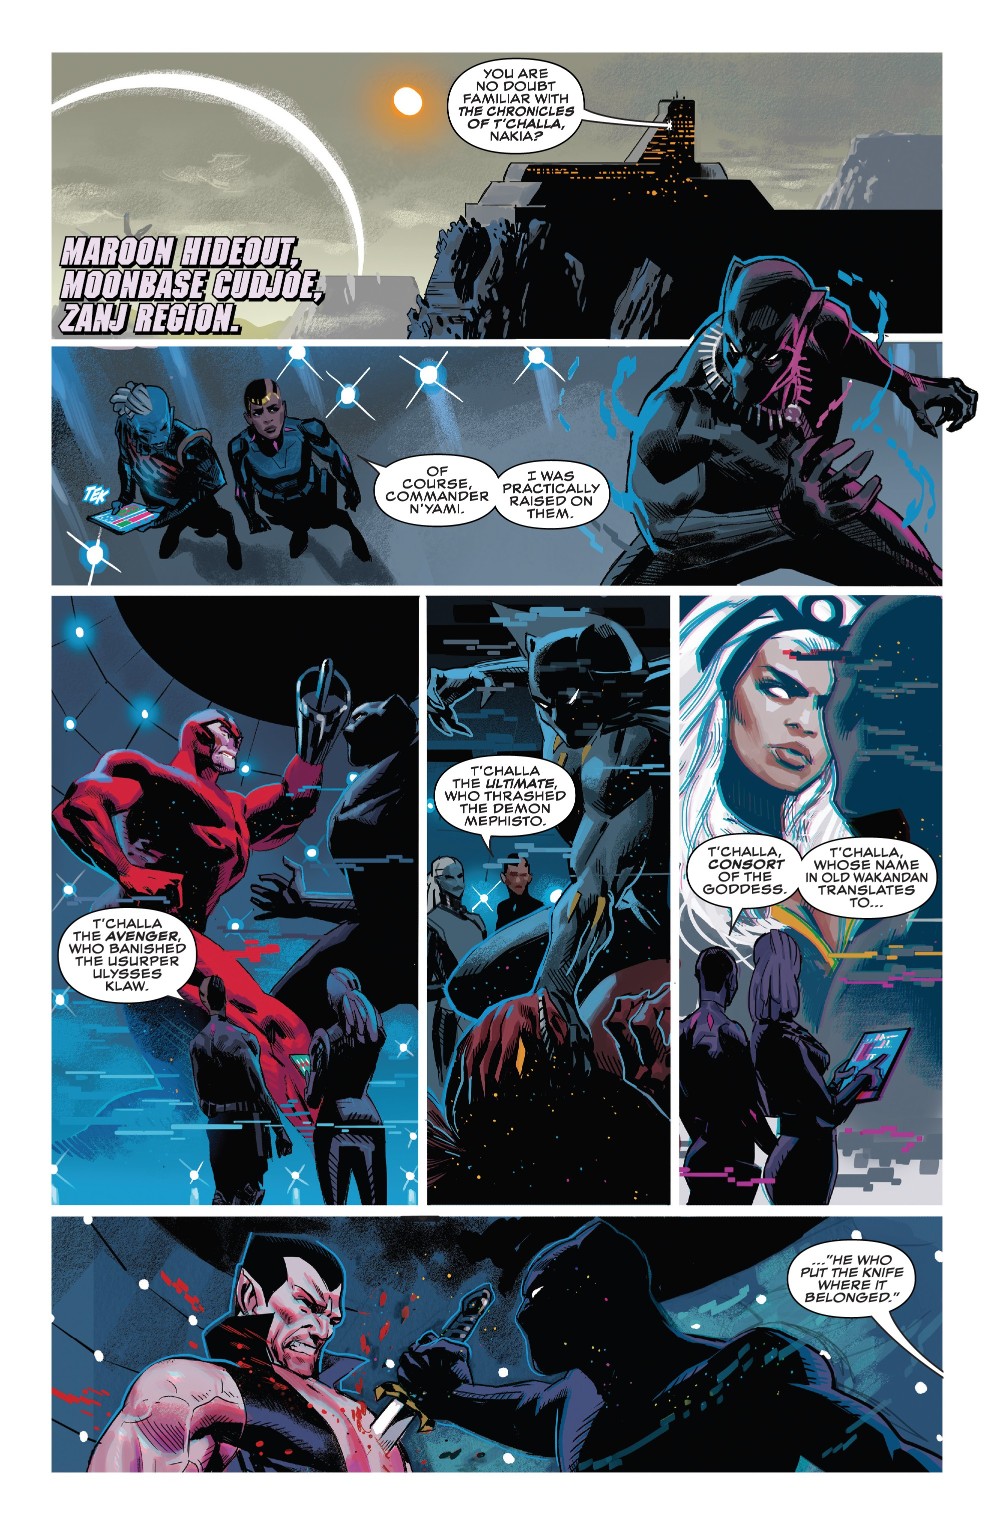 YOU ARE
NO DOUBT
FAMILIAR WITH
THE CHRONICLES
OF T'CHALLA,
NAKIA?
MAROON HIDEOUT,
MOONBASE CUDJOE,
ZANJ REGION.
TEK
OF
COURSE,
COMMANDER
N'YAMI.
I WAS
PRACTICALLY
RAISED ON
THEM.
T'CHALLA
THE AVENGER,
WHO BANISHED
THE USURPER
ULYSSES
KLAW.
T'CHALLA
THE ULTIMATE,
WHO THRASHED
THE DEMON
MEPHISTO.
T'CHALLA,
CONSORT
OF THE
GODDESS.
T'CHALLA,
WHOSE NAME
IN OLD WAKANDAN
TRANSLATES
TO...
..."HE WHO
PUT THE KNIFE
WHERE IT
BELONGED."